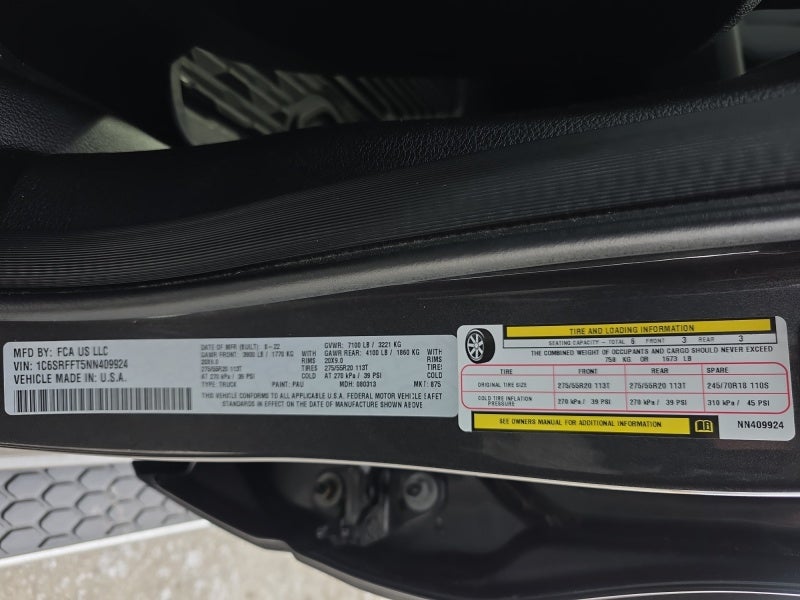 MFD BY: FCA US LLC
VIN: 1C6SRFFT5NN409924
VEHICLE MADE IN U.S.A.
DATE OF MFR (BUILT): 8-22
GAWR FRONT: 3900 LB / 1770 KG WITH
20X9.0 RIMS
275/55R20 113T TIRES
AT 270 kPa / 39 PSI COLD
TYPE: TRUCK PAINT: PAU
GVWR: 7100 LB / 3221 KG
GAWR REAR: 4100 LB / 1860 KG WITH
20X9.0 RIMS
275/55R20 113T TIRES
AT 270 kPa / 39 PSI COLD
MDH: 080313 MKT: 875
VEHICLE CONFORMS TO ALL APPLICABLE U.S.A. FEDERAL MOTOR VEHICLE SAFET
STANDARDS IN EFFECT ON THE DATE OF MANUFACTURE SHOWN ABOVE
TIRE AND LOADING INFORMATION
SEATING CAPACITY - TOTAL 6 FRONT 3 REAR 3
THE COMBINED WEIGHT OF OCCUPANTS AND CARGO SHOULD NEVER EXCEED
759 KG OR 1673 LB
TIRE FRONT REAR SPARE
ORIGINAL TIRE SIZE 275/55R20 113T 275/55R20 113T 245/70R18 110S
COLD TIRE INFLATION PRESSURE 270 kPa / 39 PSI 270 kPa / 39 PSI 310 kPa / 45 PSI
SEE OWNERS MANUAL FOR ADDITIONAL INFORMATION
NN409924